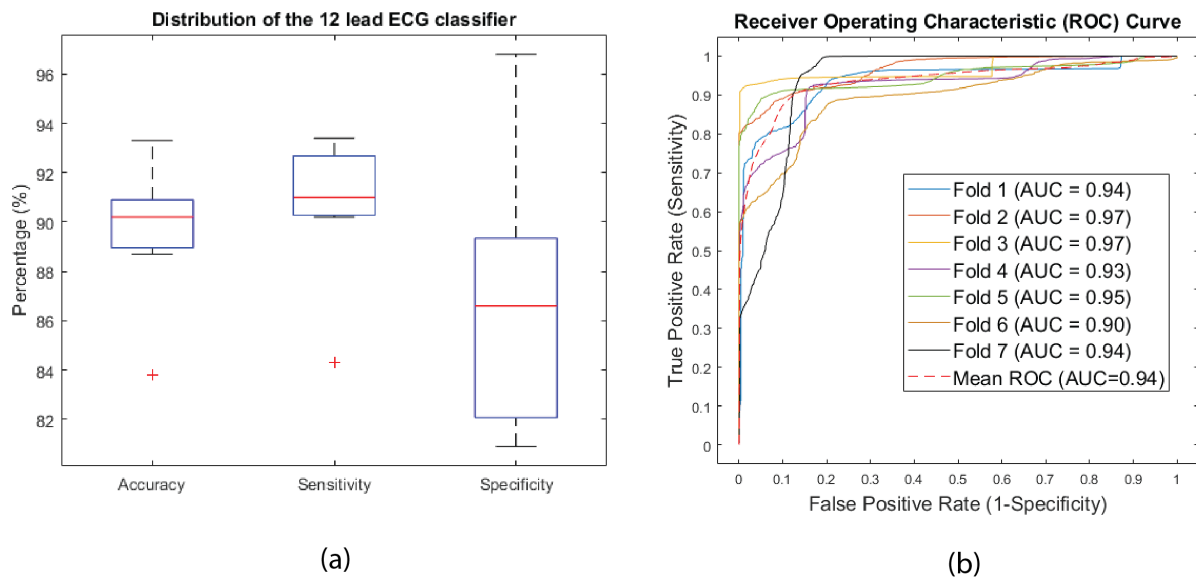 Distribution of the 12 lead ECG classifier
96
94
92
90
88
86
84
82
Percentage (%)
Accuracy
Sensitivity
Specificity
(a)
Receiver Operating Characteristic (ROC) Curve
1
0.9
0.8
0.7
0.6
0.5
0.4
0.3
0.2
0.1
0
True Positive Rate (Sensitivity)
Fold 1 (AUC = 0.94)
Fold 2 (AUC = 0.97)
Fold 3 (AUC = 0.97)
Fold 4 (AUC = 0.93)
Fold 5 (AUC = 0.95)
Fold 6 (AUC = 0.90)
Fold 7 (AUC = 0.94)
Mean ROC (AUC=0.94)
0 0.1 0.2 0.3 0.4 0.5 0.6 0.7 0.8 0.9 1
False Positive Rate (1-Specificity)
(b)